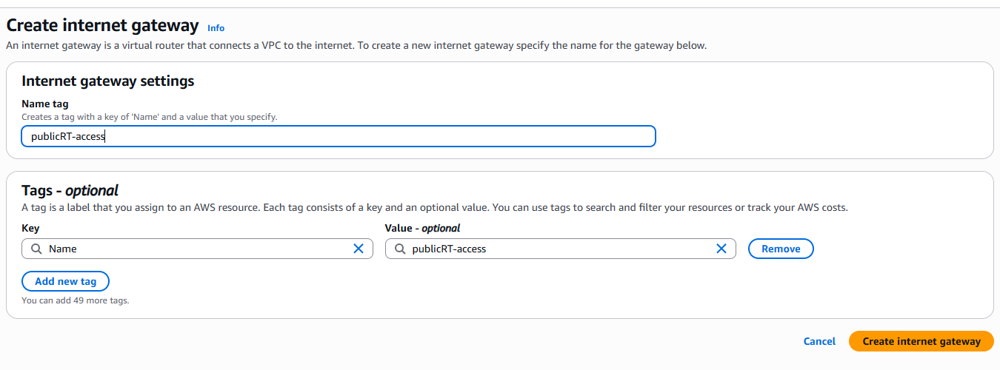 Create internet gateway Info
An internet gateway is a virtual router that connects a VPC to the internet. To create a new internet gateway specify the name for the gateway below.
Internet gateway settings
Name tag
Creates a tag with a key of 'Name' and a value that you specify.
publicRT-access
Tags - optional
A tag is a label that you assign to an AWS resource. Each tag consists of a key and an optional value. You can use tags to search and filter your resources or track your AWS costs.
Key Value - optional
Name publicRT-access Remove
Add new tag
You can add 49 more tags.
Cancel Create internet gateway